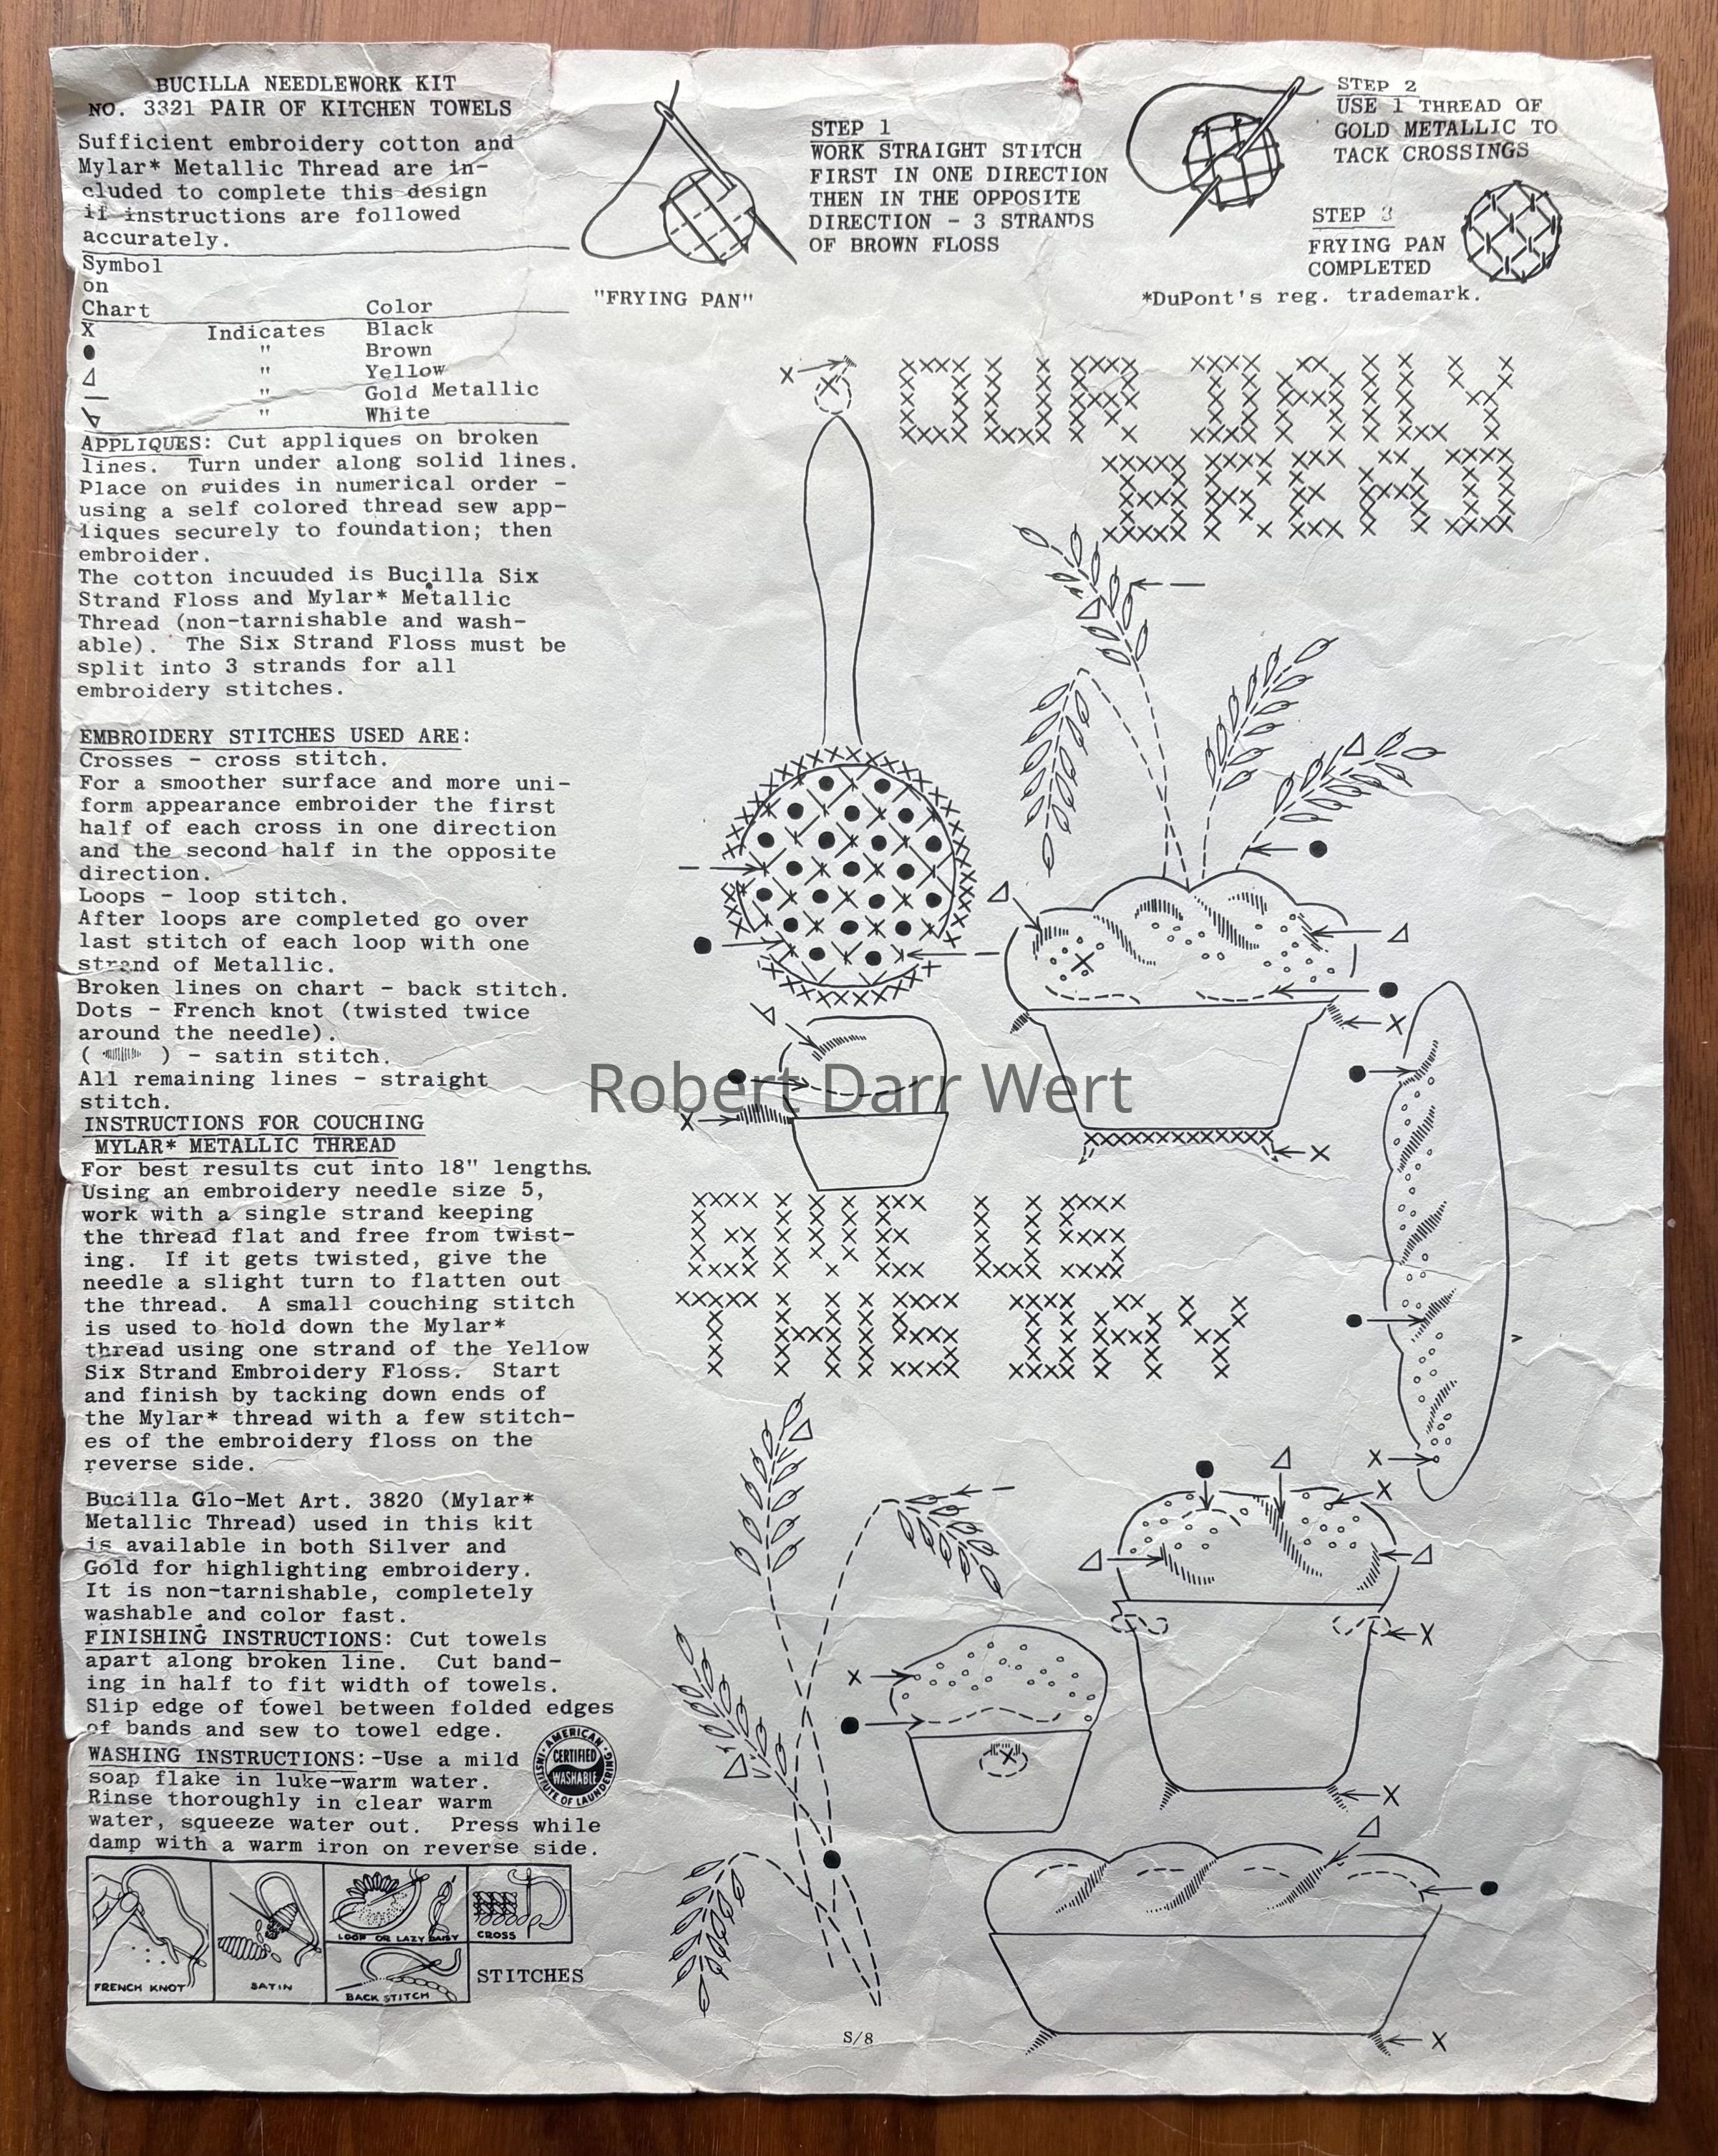 BUCILLA NEEDLEWORK KIT
NO. 3321 PAIR OF KITCHEN TOWELS
Sufficient embroidery cotton and
Mylar* Metallic Thread are in-
cluded to complete this design
if instructions are followed
accurately.
Symbol
on
Chart Color
X Indicates Black
● " Brown
△ " Yellow
— " Gold Metallic
" White
APPLIQUES: Cut appliques on broken
lines. Turn under along solid lines.
Place on guides in numerical order -
using a self colored thread sew app-
liques securely to foundation; then
embroider.
The cotton incuuded is Bucilla Six
Strand Floss and Mylar* Metallic
Thread (non-tarnishable and wash-
able). The Six Strand Floss must be
split into 3 strands for all
embroidery stitches.
EMBROIDERY STITCHES USED ARE:
Crosses - cross stitch.
For a smoother surface and more uni-
form appearance embroider the first
half of each cross in one direction
and the second half in the opposite
direction.
Loops - loop stitch.
After loops are completed go over
last stitch of each loop with one
strand of Metallic.
Broken lines on chart - back stitch.
Dots - French knot (twisted twice
around the needle).
( ) - satin stitch.
All remaining lines - straight
stitch.
INSTRUCTIONS FOR COUCHING
MYLAR* METALLIC THREAD
For best results cut into 18" lengths.
Using an embroidery needle size 5,
work with a single strand keeping
the thread flat and free from twist-
ing. If it gets twisted, give the
needle a slight turn to flatten out
the thread. A small couching stitch
is used to hold down the Mylar*
thread using one strand of the Yellow
Six Strand Embroidery Floss. Start
and finish by tacking down ends of
the Mylar* thread with a few stitch-
es of the embroidery floss on the
reverse side.
Bucilla Glo-Met Art. 3820 (Mylar*
Metallic Thread) used in this kit
is available in both Silver and
Gold for highlighting embroidery.
It is non-tarnishable, completely
washable and color fast.
FINISHING INSTRUCTIONS: Cut towels
apart along broken line. Cut band-
ing in half to fit width of towels.
Slip edge of towel between folded edges
of bands and sew to towel edge.
WASHING INSTRUCTIONS:-Use a mild
soap flake in luke-warm water.
Rinse thoroughly in clear warm
water, squeeze water out. Press while
damp with a warm iron on reverse side.
AMERICAN INSTITUTE OF LAUNDERING
CERTIFIED
WASHABLE
FRENCH KNOT
SATIN
LOOP OR LAZY DAISY
CROSS
BACK STITCH
STITCHES
"FRYING PAN"
STEP 1
WORK STRAIGHT STITCH
FIRST IN ONE DIRECTION
THEN IN THE OPPOSITE
DIRECTION - 3 STRANDS
OF BROWN FLOSS
STEP 2
USE 1 THREAD OF
GOLD METALLIC TO
TACK CROSSINGS
STEP 3
FRYING PAN
COMPLETED
*DuPont's reg. trademark.
OUR DAILY
BREAD
Robert Darr Wert
GIVE US
THIS DAY
S/8